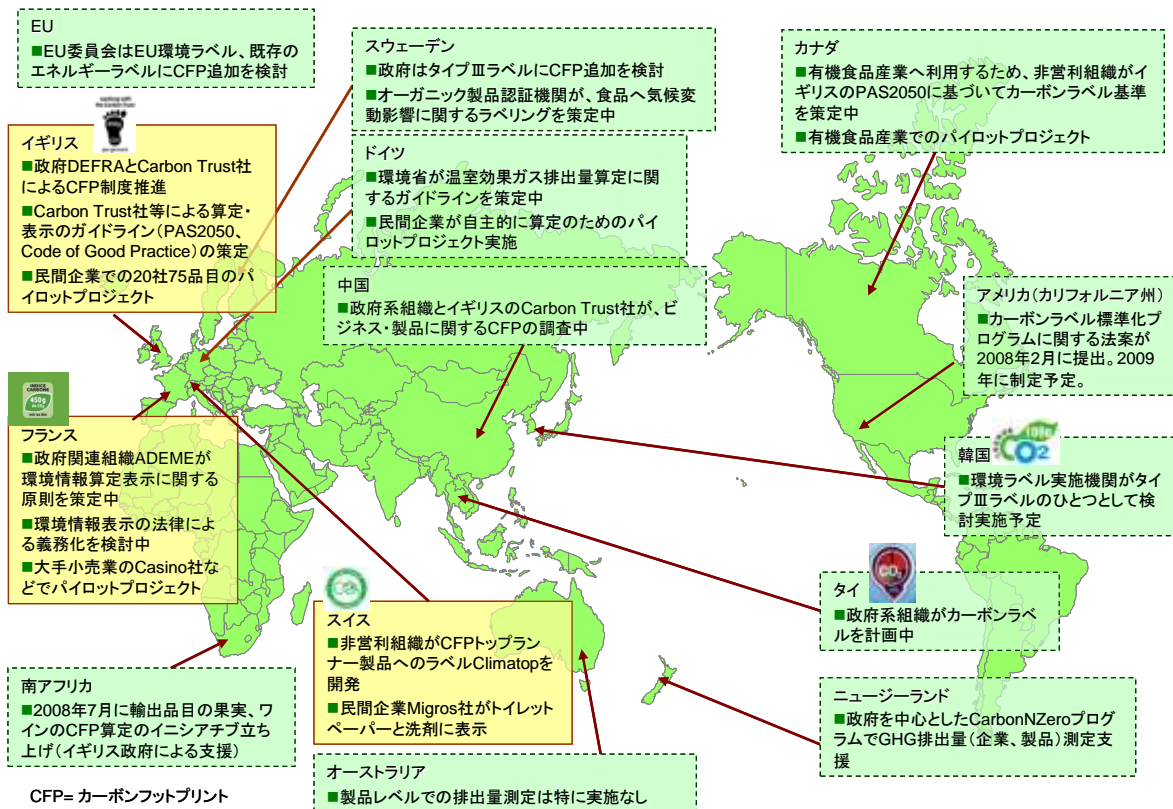 EU
■EU委員会はEU環境ラベル、既存の
エネルギーラベルにCFP追加を検討
スウェーデン
■政府はタイプⅢラベルにCFP追加を検討
■オーガニック製品認証機関が、食品へ気候変
動影響に関するラベリングを策定中
カナダ
■有機食品産業へ利用するため、非営利組織がイ
ギリスのPAS2050に基づいてカーボンラベル基準
を策定中
■有機食品産業でのパイロットプロジェクト
イギリス
■政府DEFRAとCarbon Trust社
によるCFP制度推進
■Carbon Trust社等による算定・
表示のガイドライン(PAS2050、
Code of Good Practice)の策定
■民間企業での20社75品目のパ
イロットプロジェクト
ドイツ
■環境省が温室効果ガス排出量算定に関
するガイドラインを策定中
■民間企業が自主的に算定のためのパイ
ロットプロジェクト実施
中国
■政府系組織とイギリスのCarbon Trust社が、ビ
ジネス・製品に関するCFPの調査中
アメリカ(カリフォルニア州)
■カーボンラベル標準化プ
ログラムに関する法案が
2008年2月に提出。2009
年に制定予定。
INDICE
CARBONE
450g
フランス
■政府関連組織ADEMEが
環境情報算定表示に関する
原則を策定中
■環境情報表示の法律によ
る義務化を検討中
■大手小売業のCasino社な
どでパイロットプロジェクト
韓国
CO2
■環境ラベル実施機関がタイ
プⅢラベルのひとつとして検
討実施予定
CO2
タイ
■政府系組織がカーボンラベ
ルを計画中
スイス
■非営利組織がCFPトップラン
ナー製品へのラベルClimatopを
開発
■民間企業Migros社がトイレット
ペーパーと洗剤に表示
南アフリカ
■2008年7月に輸出品目の果実、ワ
インのCFP算定のイニシアチブ立ち
上げ(イギリス政府による支援)
ニュージーランド
■政府を中心としたCarbonNZeroプログ
ラムでGHG排出量(企業、製品)測定支
援
オーストラリア
■製品レベルでの排出量測定は特に実施なし
CFP= カーボンフットプリント